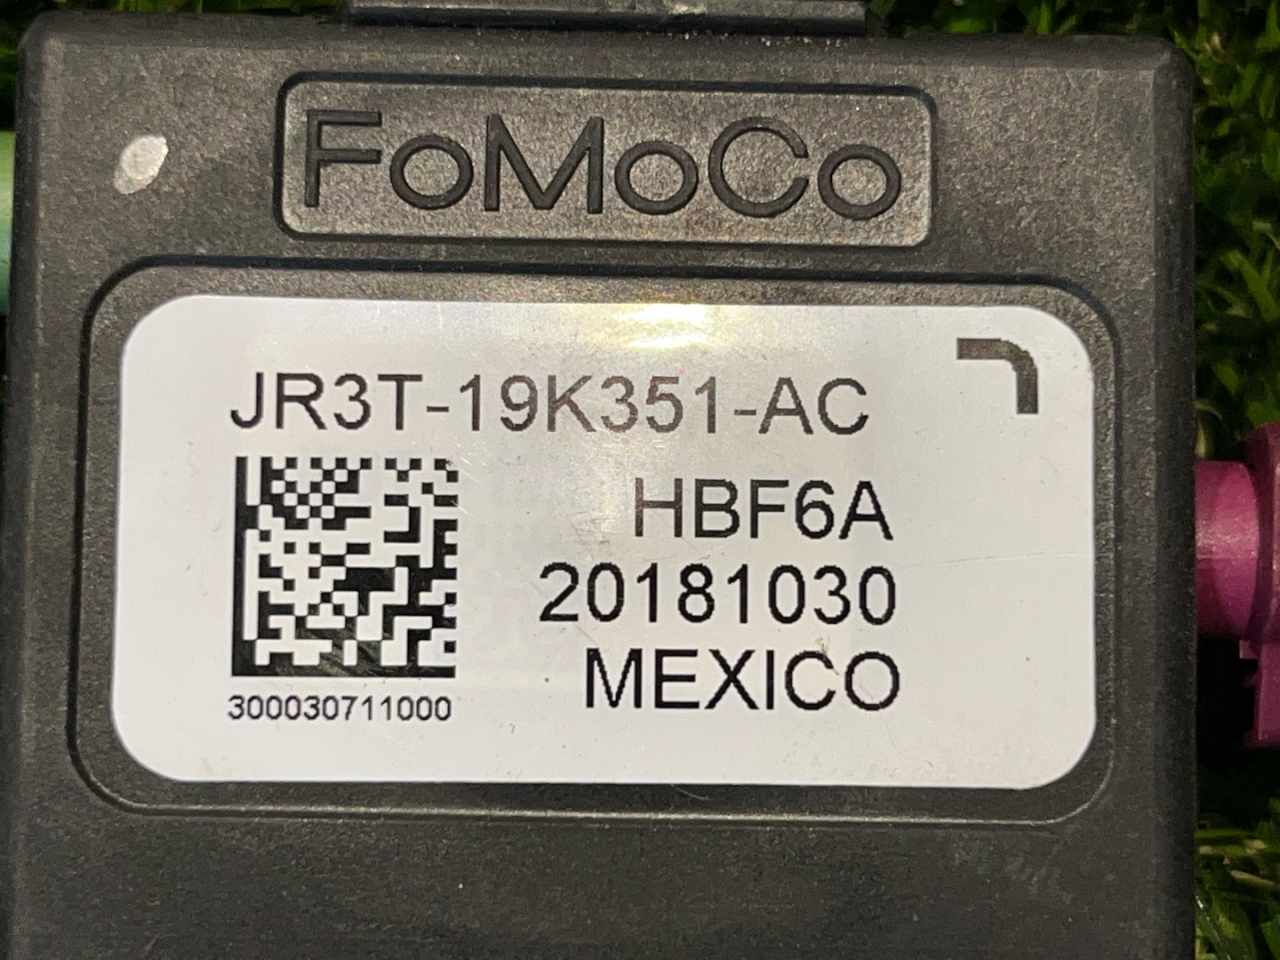 FoMoCo
JR3T-19K351-AC
HBF6A
20181030
MEXICO
300030711000